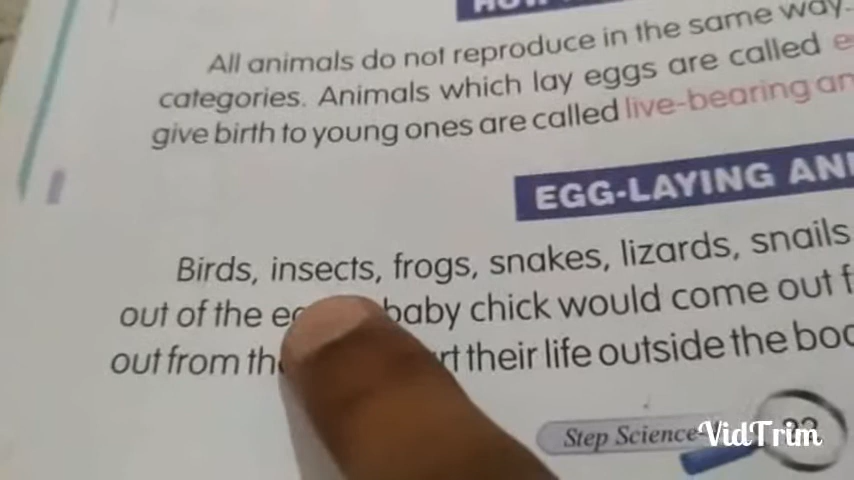 All animals do not reproduce in the same way.
categories. Animals which lay eggs are called
give birth to young ones are called live-bearing
EGG-LAYING
Birds, insects, frogs, snakes, lizards, snails
out of the baby chick would come out
out from their life outside the
Step Science
VidTrim